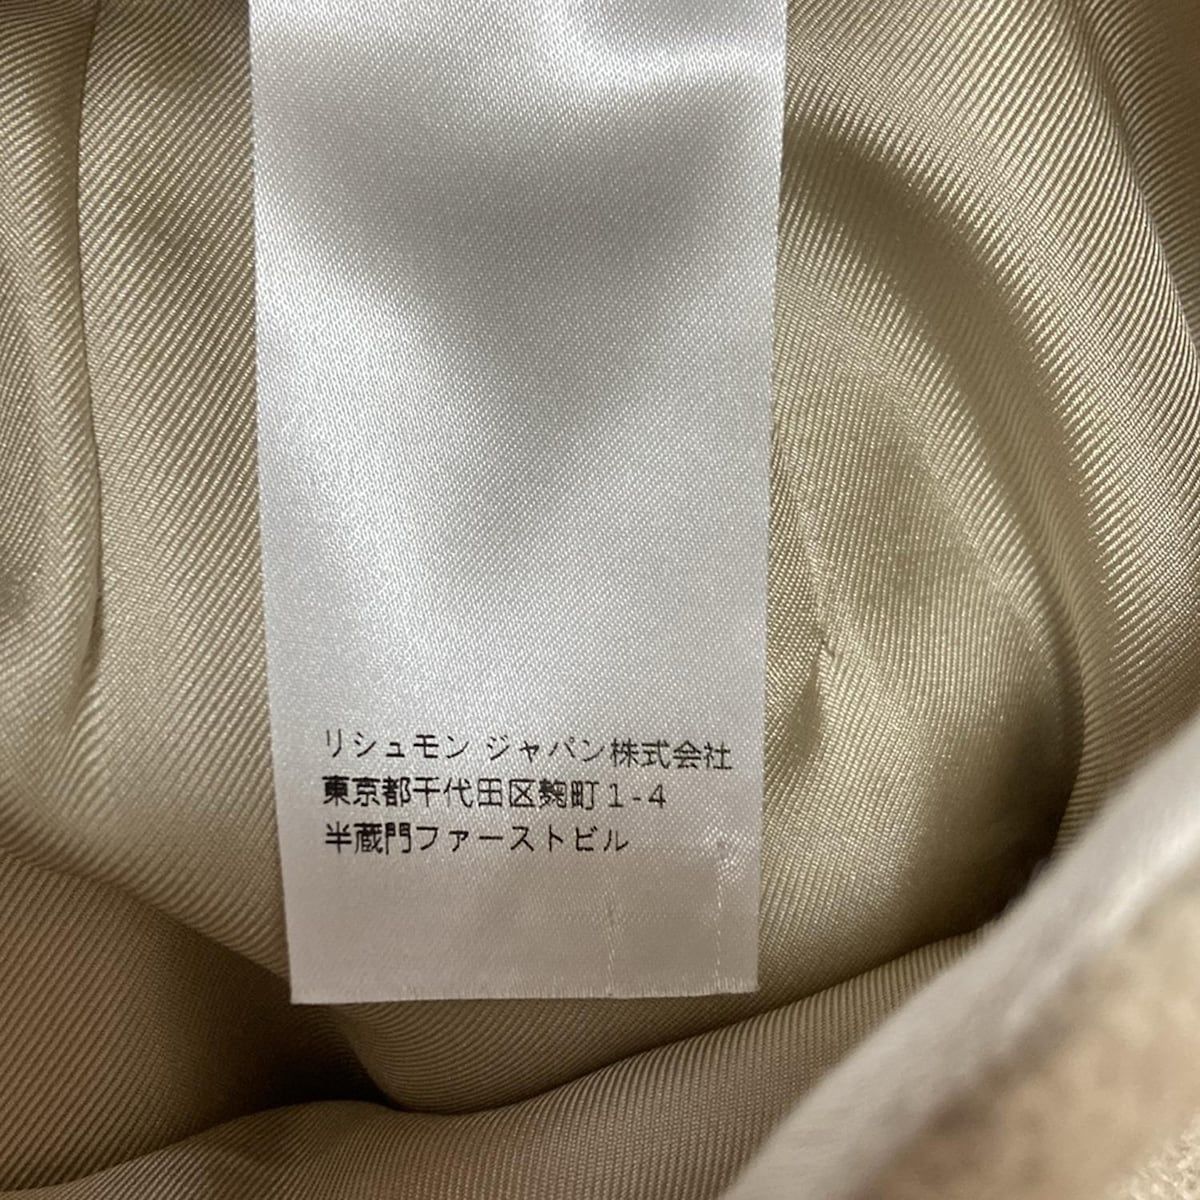 リシュモン ジャパン株式会社
東京都千代田区麹町1-4
半蔵門ファーストビル